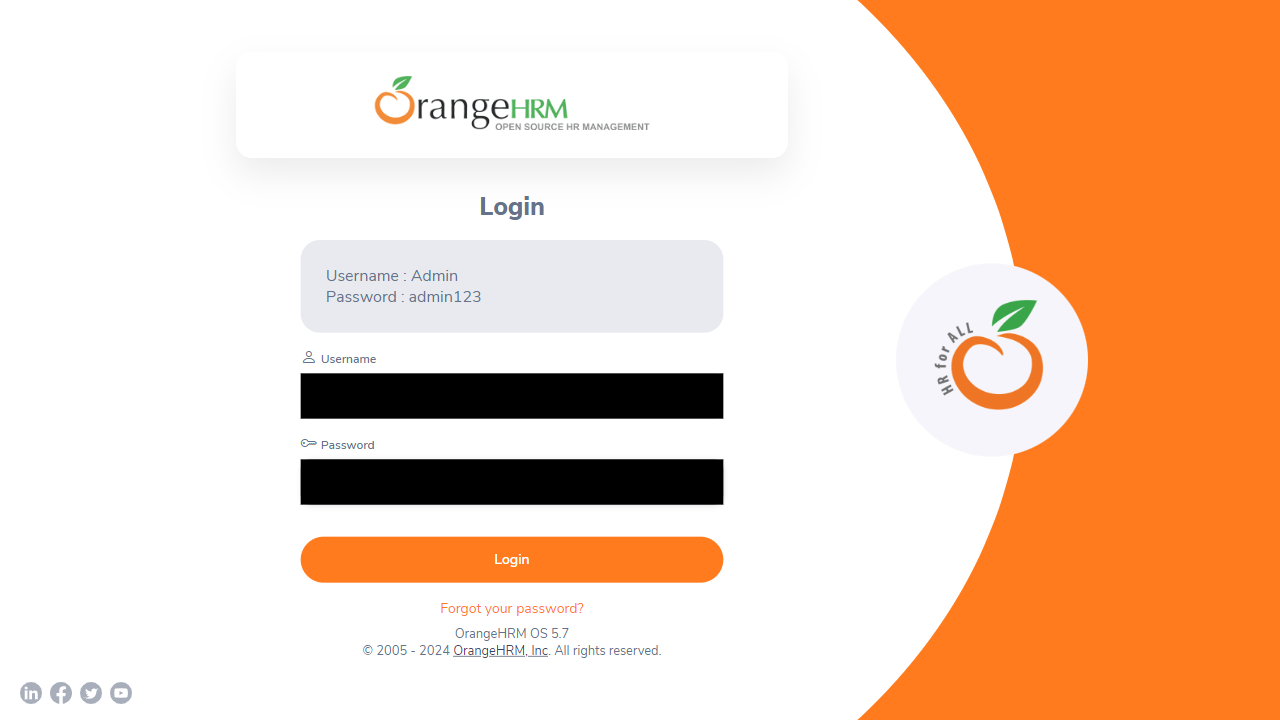 OrangeHRM
OPEN SOURCE HR MANAGEMENT
Login
Username : Admin
Password : admin123
Username
Password
Login
Forgot your password?
OrangeHRM OS 5.7
© 2005 - 2024 OrangeHRM, Inc. All rights reserved.
HR for ALL